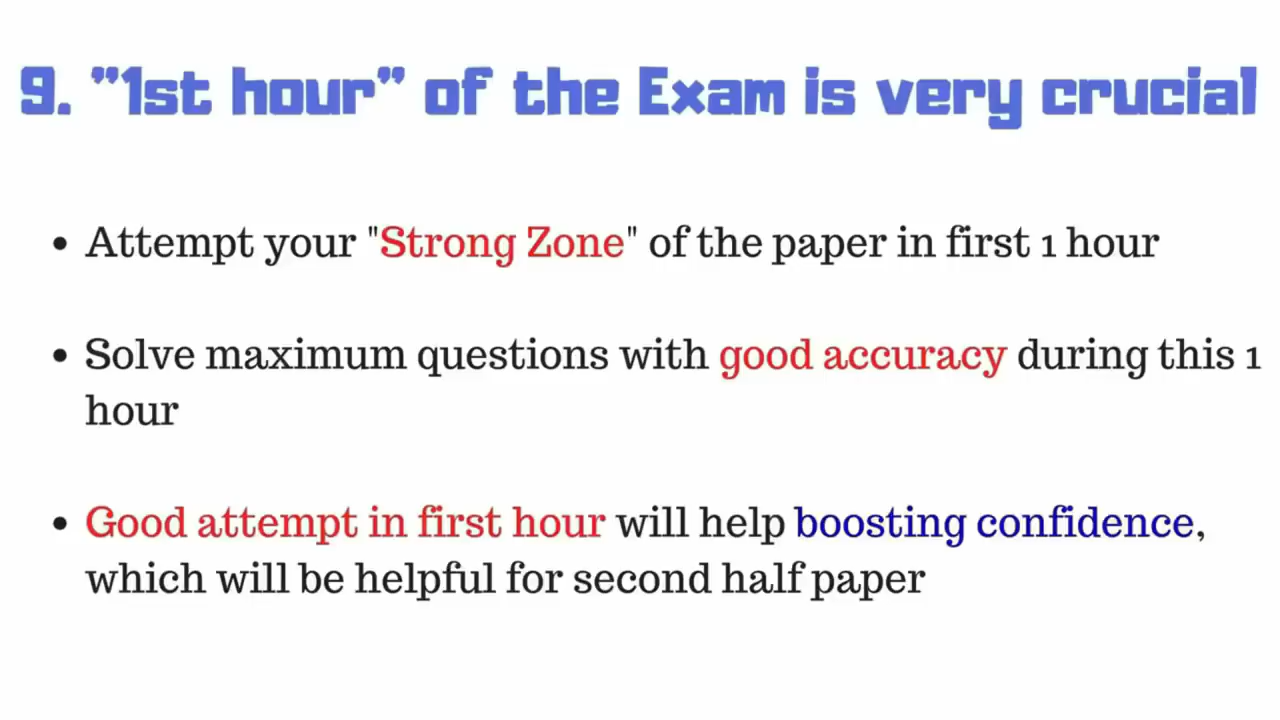 9. "1st hour" of the Exam is very crucial
• Attempt your "Strong Zone" of the paper in first 1 hour
• Solve maximum questions with good accuracy during this 1
hour
• Good attempt in first hour will help boosting confidence,
which will be helpful for second half paper